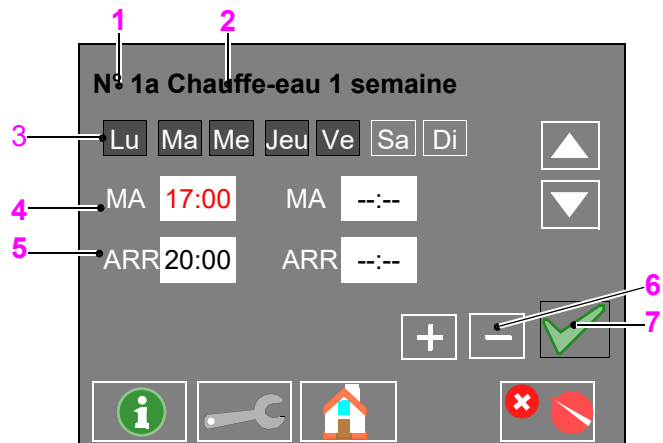 1 2
N° 1a Chauffe-eau 1 semaine
3 Lu Ma Me Jeu Ve Sa Di
4 MA 17:00 MA --:--
5 ARR 20:00 ARR --:--
6
+ − 7
i